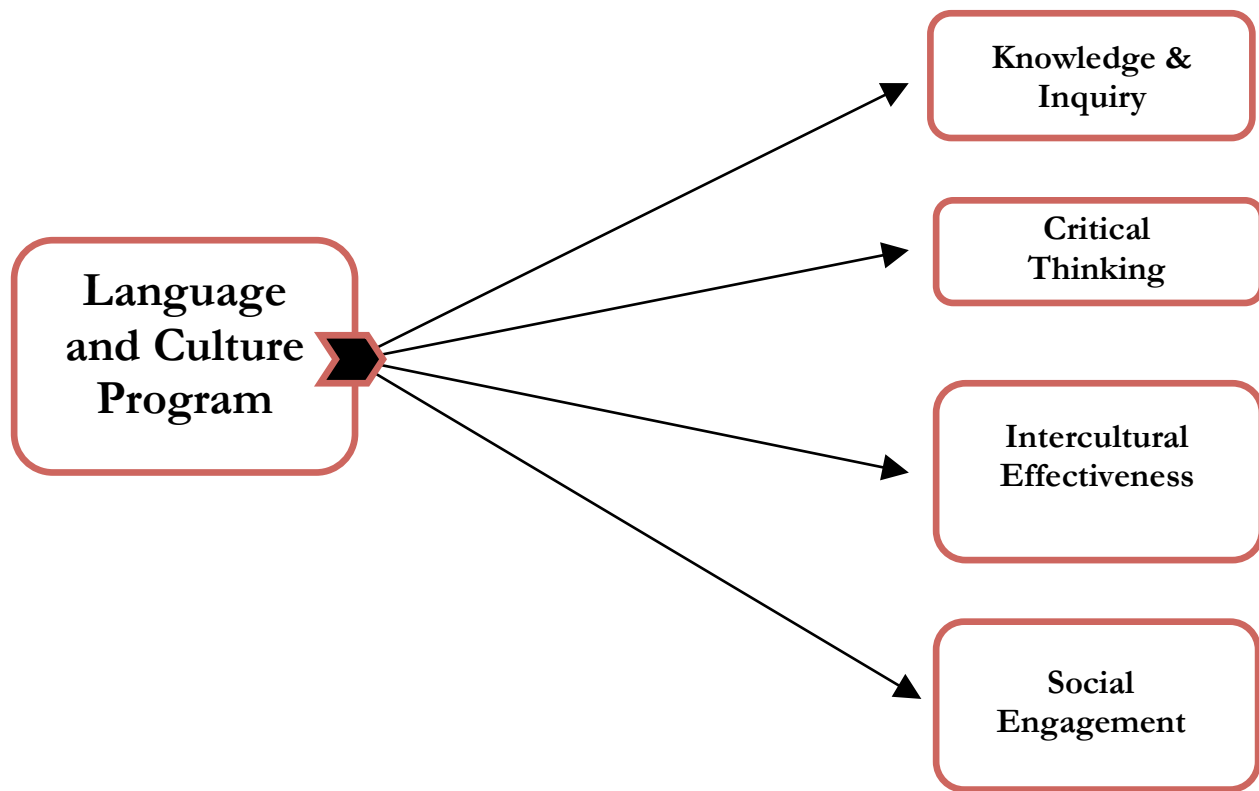 Language
and Culture
Program
Knowledge &
Inquiry
Critical
Thinking
Intercultural
Effectiveness
Social
Engagement